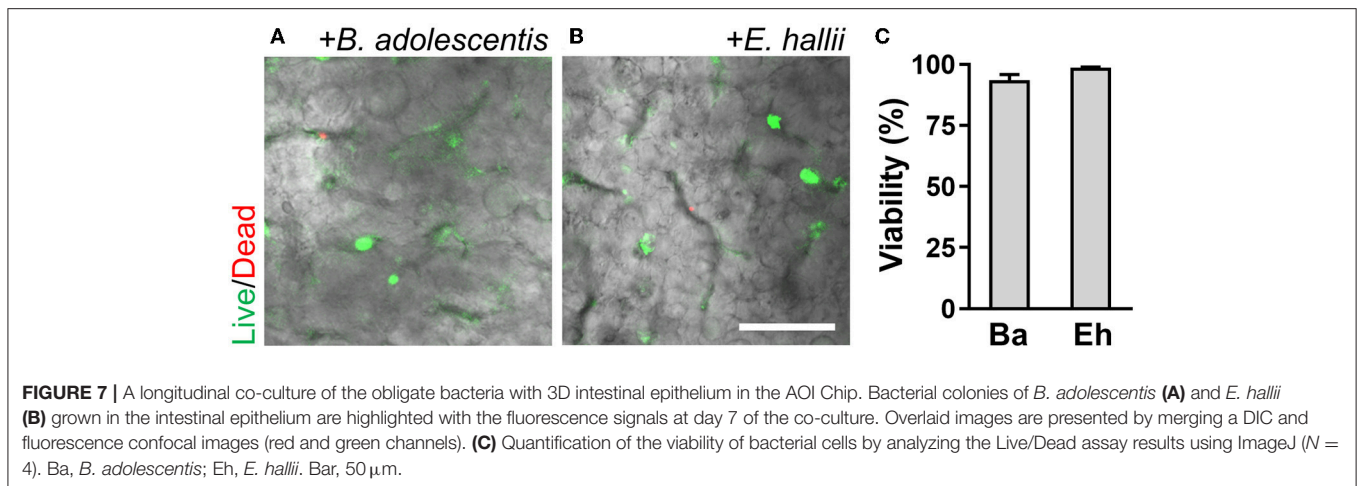 A +B. adolescentis B +E. hallii C
Live/Dead
Viability (%)
100
75
50
25
0
Ba Eh
FIGURE 7 | A longitudinal co-culture of the obligate bacteria with 3D intestinal epithelium in the AOI Chip. Bacterial colonies of B. adolescentis (A) and E. hallii
(B) grown in the intestinal epithelium are highlighted with the fluorescence signals at day 7 of the co-culture. Overlaid images are presented by merging a DIC and
fluorescence confocal images (red and green channels). (C) Quantification of the viability of bacterial cells by analyzing the Live/Dead assay results using ImageJ (N =
4). Ba, B. adolescentis; Eh, E. hallii. Bar, 50 μm.